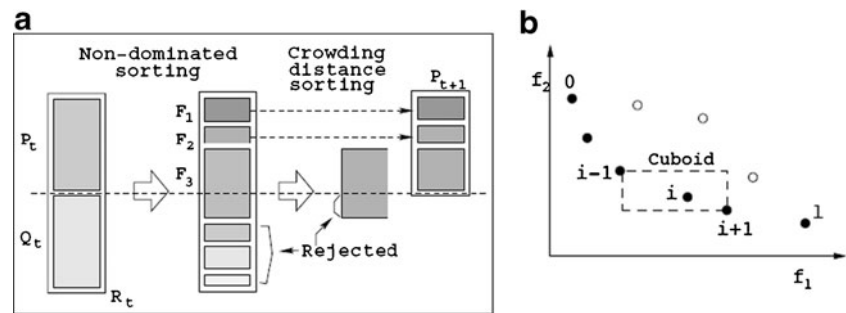 a
Non-dominated
sorting
Crowding
distance
sorting
P_{t+1}
P_t
Q_t
R_t
F_1
F_2
F_3
Rejected
b
f_2
0
i-1
Cuboid
i
i+1
l
f_1